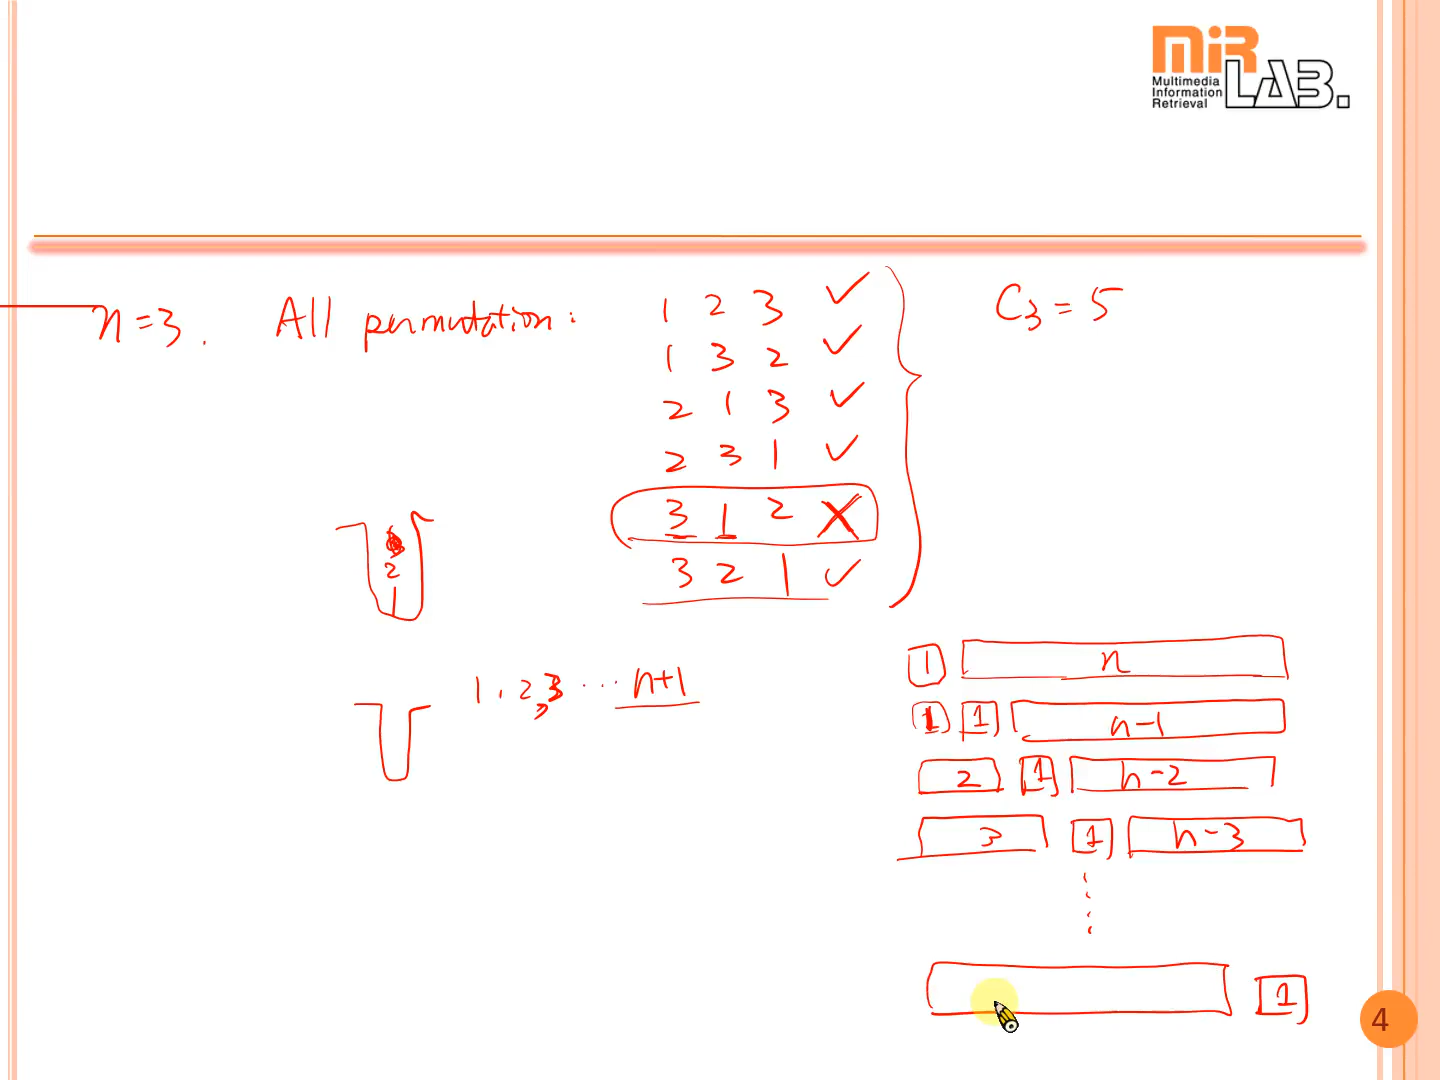 MiR LAB.
Multimedia
Information
Retrieval
n=3. All permutation:
1 2 3 ✓
1 3 2 ✓
2 1 3 ✓
2 3 1 ✓
3 1 2 X
3 2 1 ✓
C3 = 5
2
1
1, 2, 3 ... n+1
1 n
1 1 n-1
2 1 n-2
3 1 n-3
1
4